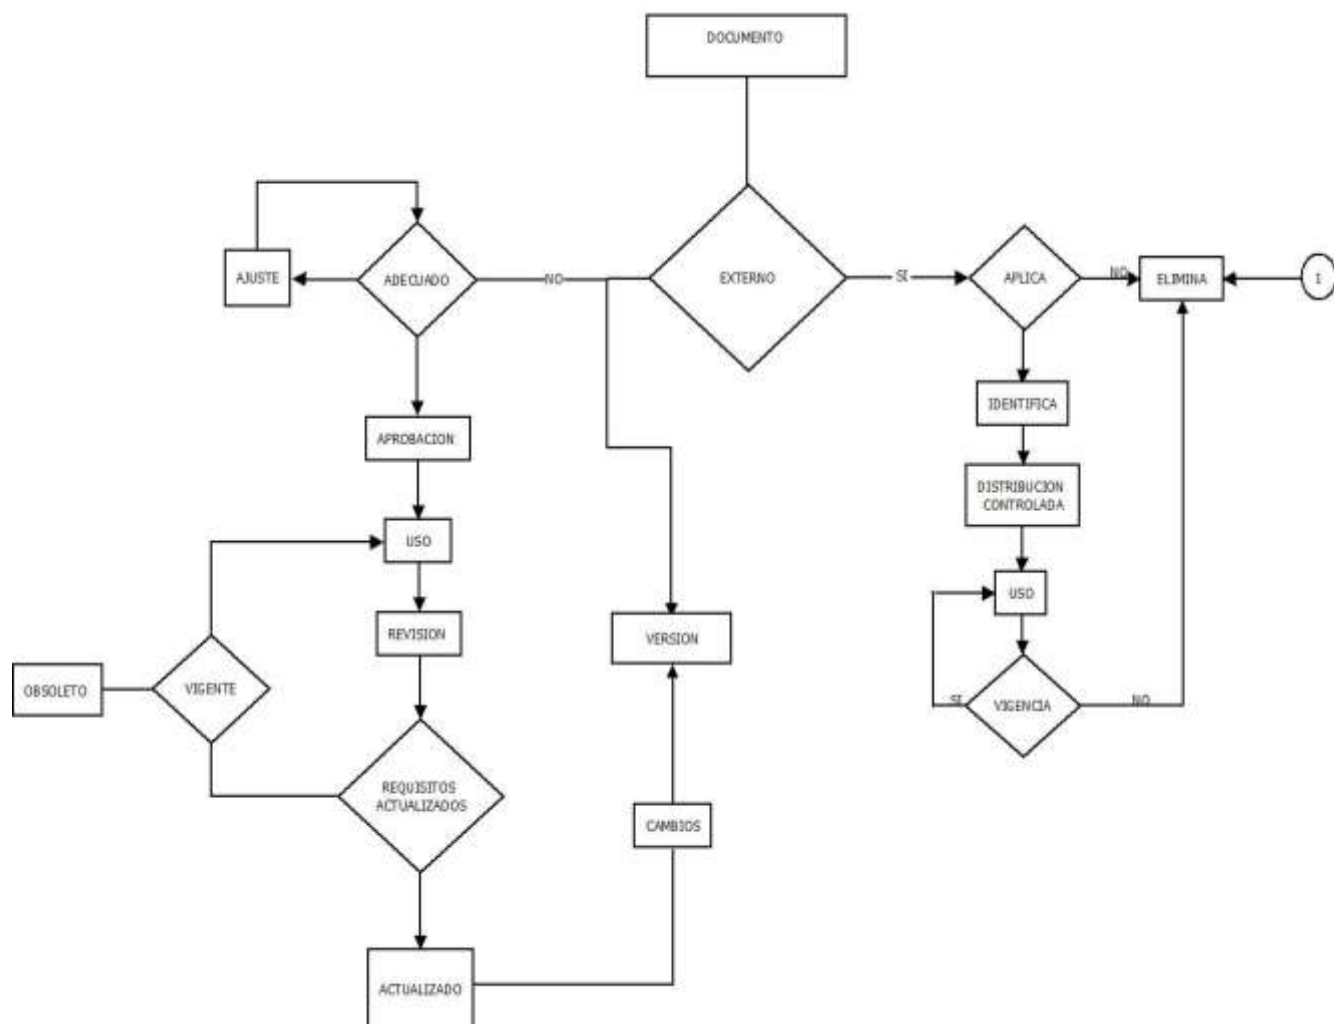 DOCUMENTO
AJUSTE
ADECUADO
NO
EXTERNO
SI
APLICA
NO
ELIMINA
I
IDENTIFICA
APROBACION
DISTRIBUCION
CONTROLADA
USO
USO
REVISION
VERSION
OBSOLETO
VIGENTE
SI
VIGENCIA
NO
REQUISITOS
ACTUALIZADOS
CAMBIOS
ACTUALIZADO